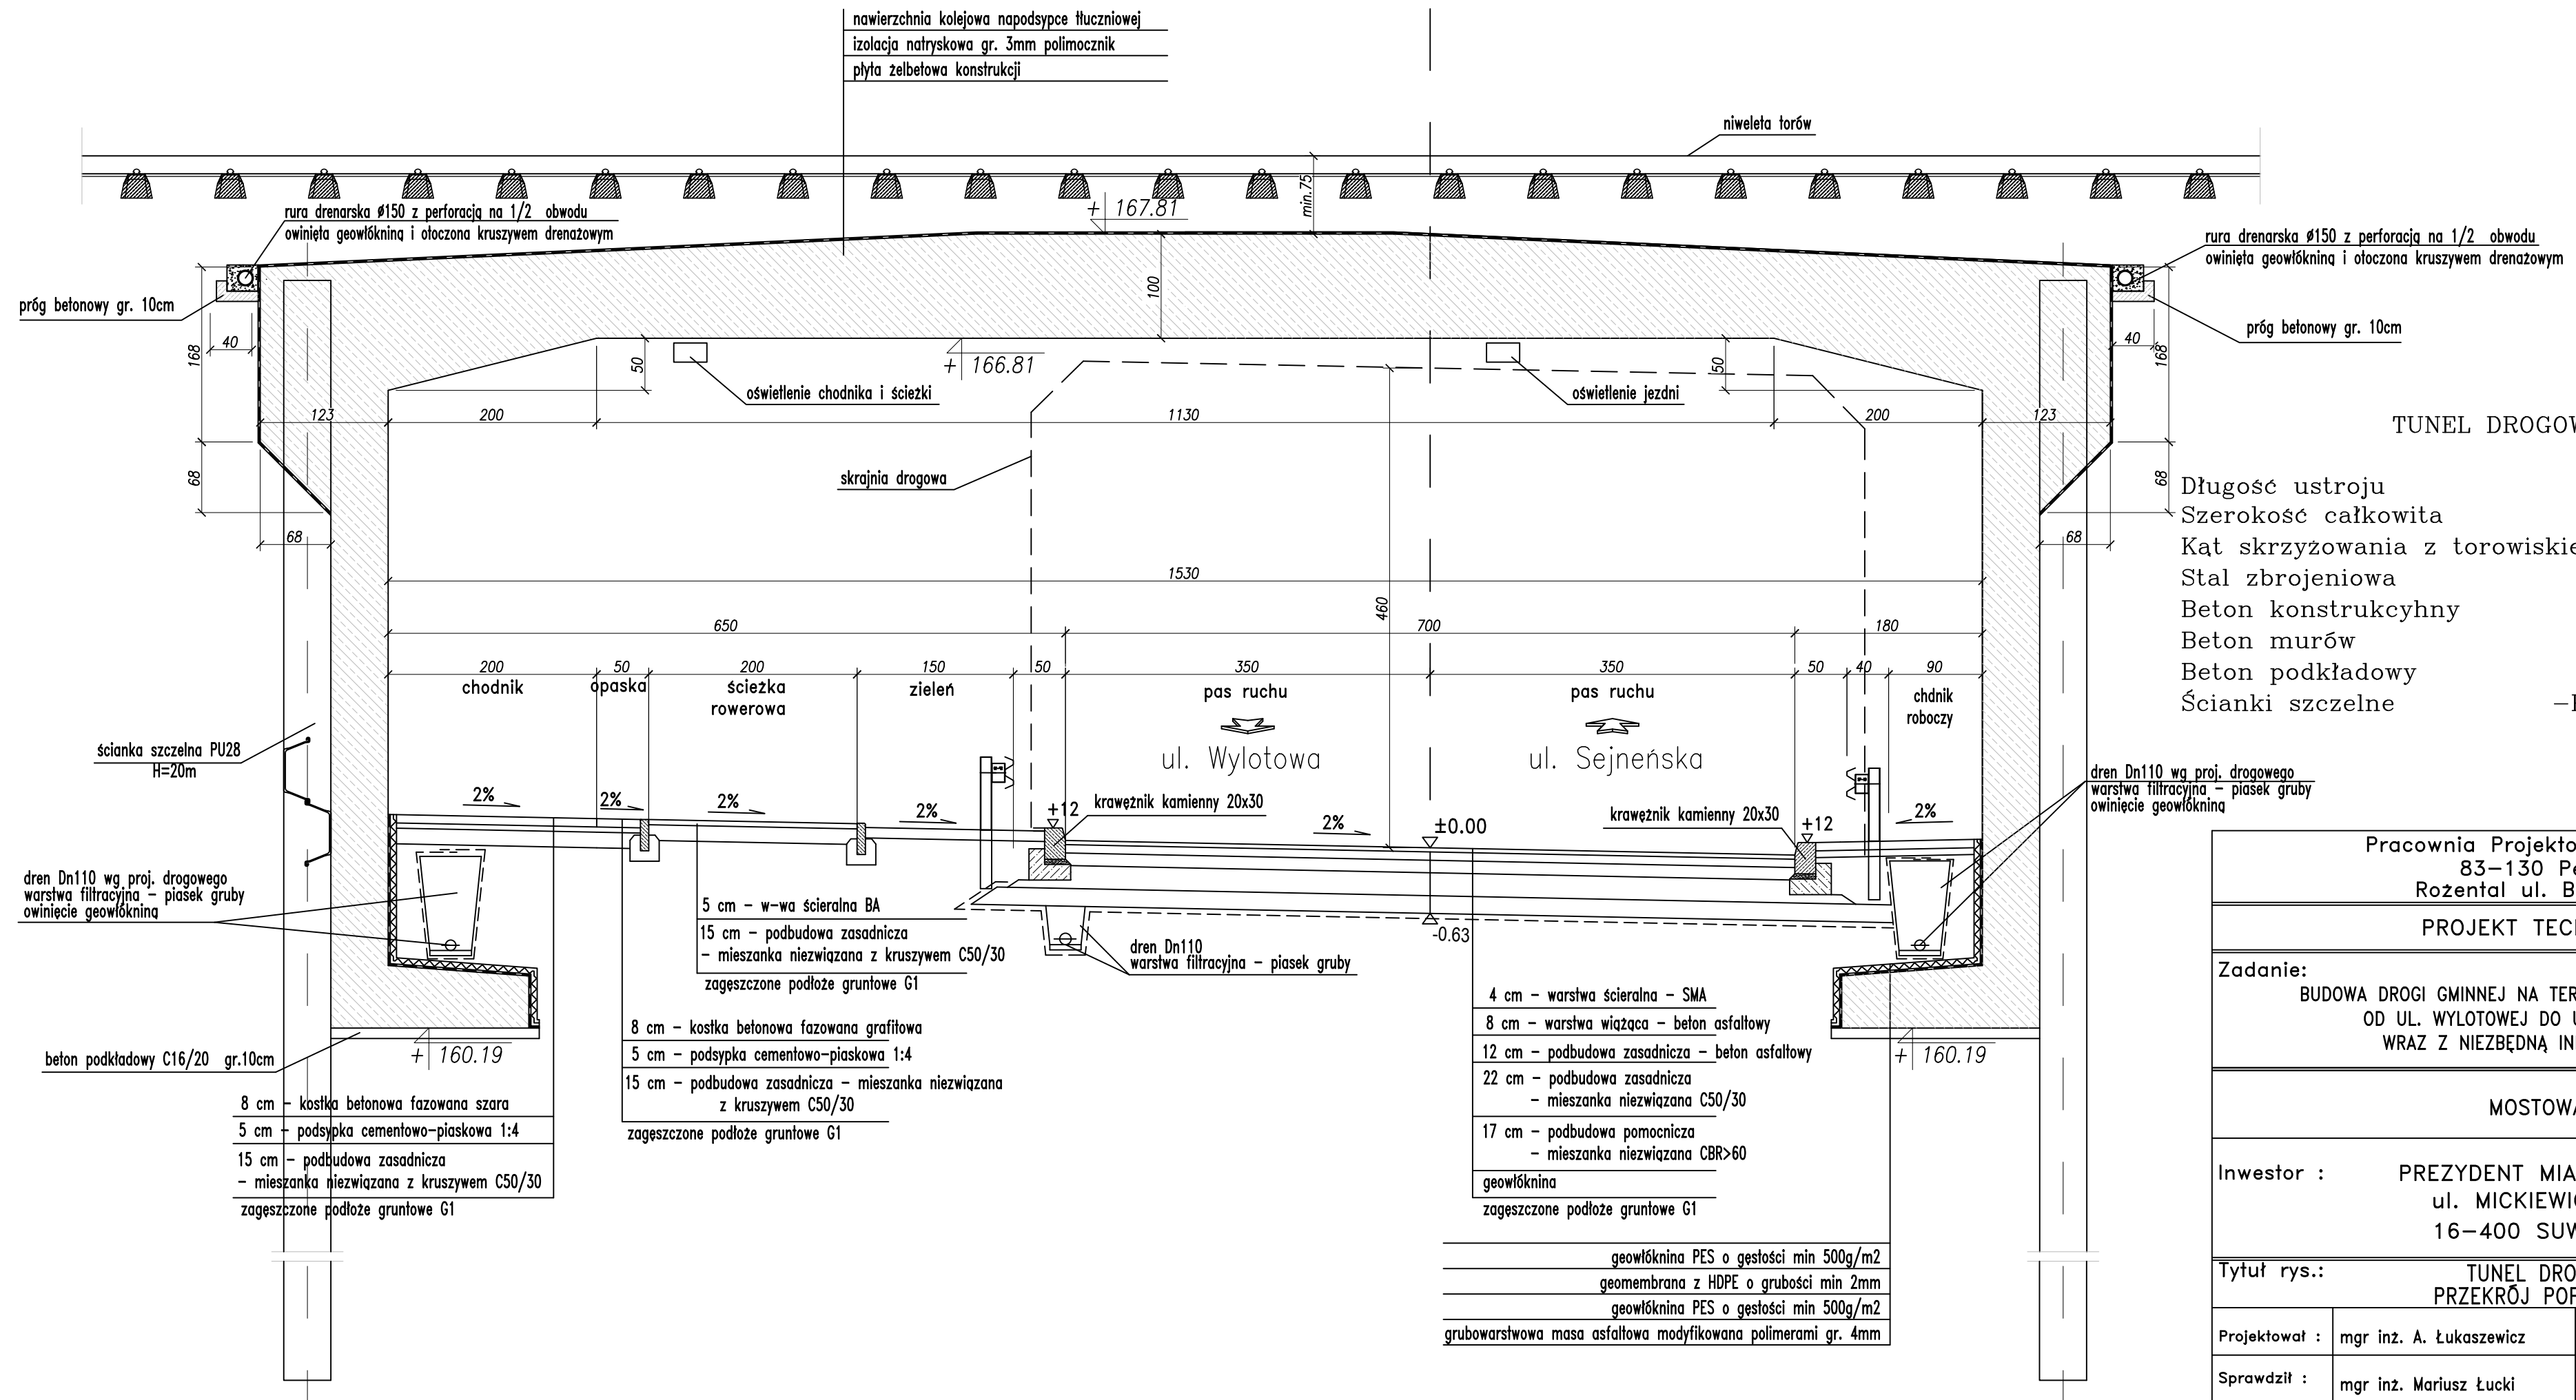 nawierzchnia kolejowa napodsypce tłuczniowej
izolacja natryskowa gr. 3mm polimocznik
płyta żelbetowa konstrukcji
niweleta torów
min.75
+ 167.81
rura drenarska ø150 z perforacją na 1/2 obwodu
owinięta geowłókniną i otoczona kruszywem drenażowym
rura drenarska ø150 z perforacją na 1/2 obwodu
owinięta geowłókniną i otoczona kruszywem drenażowym
próg betonowy gr. 10cm
próg betonowy gr. 10cm
100
40
168
50
+ 166.81
50
40
168
oświetlenie chodnika i ścieżki
oświetlenie jezdni
123
200
1130
200
123
68
skrajnia drogowa
68
68
68
1530
460
650
700
180
200
50
200
150
50
350
350
50
40
90
chodnik
opaska
ścieżka
rowerowa
zieleń
pas ruchu
pas ruchu
chdnik
roboczy
ul. Wylotowa
ul. Sejneńska
ścianka szczelna PU28
H=20m
dren Dn110 wg proj. drogowego
warstwa filtracyjna – piasek gruby
owinięcie geowłókniną
2%
2%
2%
2%
+12
krawężnik kamienny 20x30
2%
±0.00
krawężnik kamienny 20x30
+12
2%
dren Dn110 wg proj. drogowego
warstwa filtracyjna – piasek gruby
owinięcie geowłókniną
5 cm – w-wa ścieralna BA
15 cm – podbudowa zasadnicza
– mieszanka niezwiązana z kruszywem C50/30
zagęszczone podłoże gruntowe G1
dren Dn110
warstwa filtracyjna – piasek gruby
-0.63
8 cm – kostka betonowa fazowana grafitowa
5 cm – podsypka cementowo-piaskowa 1:4
15 cm – podbudowa zasadnicza – mieszanka niezwiązana
z kruszywem C50/30
zagęszczone podłoże gruntowe G1
4 cm – warstwa ścieralna – SMA
8 cm – warstwa wiążąca – beton asfaltowy
12 cm – podbudowa zasadnicza – beton asfaltowy
22 cm – podbudowa zasadnicza
– mieszanka niezwiązana C50/30
17 cm – podbudowa pomocnicza
– mieszanka niezwiązana CBR>60
geowłóknina
zagęszczone podłoże gruntowe G1
beton podkładowy C16/20 gr.10cm
+ 160.19
+ 160.19
8 cm – kostka betonowa fazowana szara
5 cm – podsypka cementowo-piaskowa 1:4
15 cm – podbudowa zasadnicza
– mieszanka niezwiązana z kruszywem C50/30
zagęszczone podłoże gruntowe G1
geowłóknina PES o gęstości min 500g/m2
geomembrana z HDPE o grubości min 2mm
geowłóknina PES o gęstości min 500g/m2
grubowarstwowa masa asfaltowa modyfikowana polimerami gr. 4mm
TUNEL DROGOW
Długość ustroju
Szerokość całkowita
Kąt skrzyżowania z torowiskie
Stal zbrojeniowa
Beton konstrukcyhny
Beton murów
Beton podkładowy
Ścianki szczelne –
Pracownia Projekto
83–130 Pe
Rożental ul. B
PROJEKT TEC
Zadanie:
BUDOWA DROGI GMINNEJ NA TER
OD UL. WYLOTOWEJ DO U
WRAZ Z NIEZBĘDNĄ IN
MOSTOWA
Inwestor :
PREZYDENT MIA
ul. MICKIEWI
16–400 SUW
Tytuł rys.:
TUNEL DRO
PRZEKRÓJ POP
Projektował :
mgr inż. A. Łukaszewicz
Sprawdził :
mgr inż. Mariusz Łucki